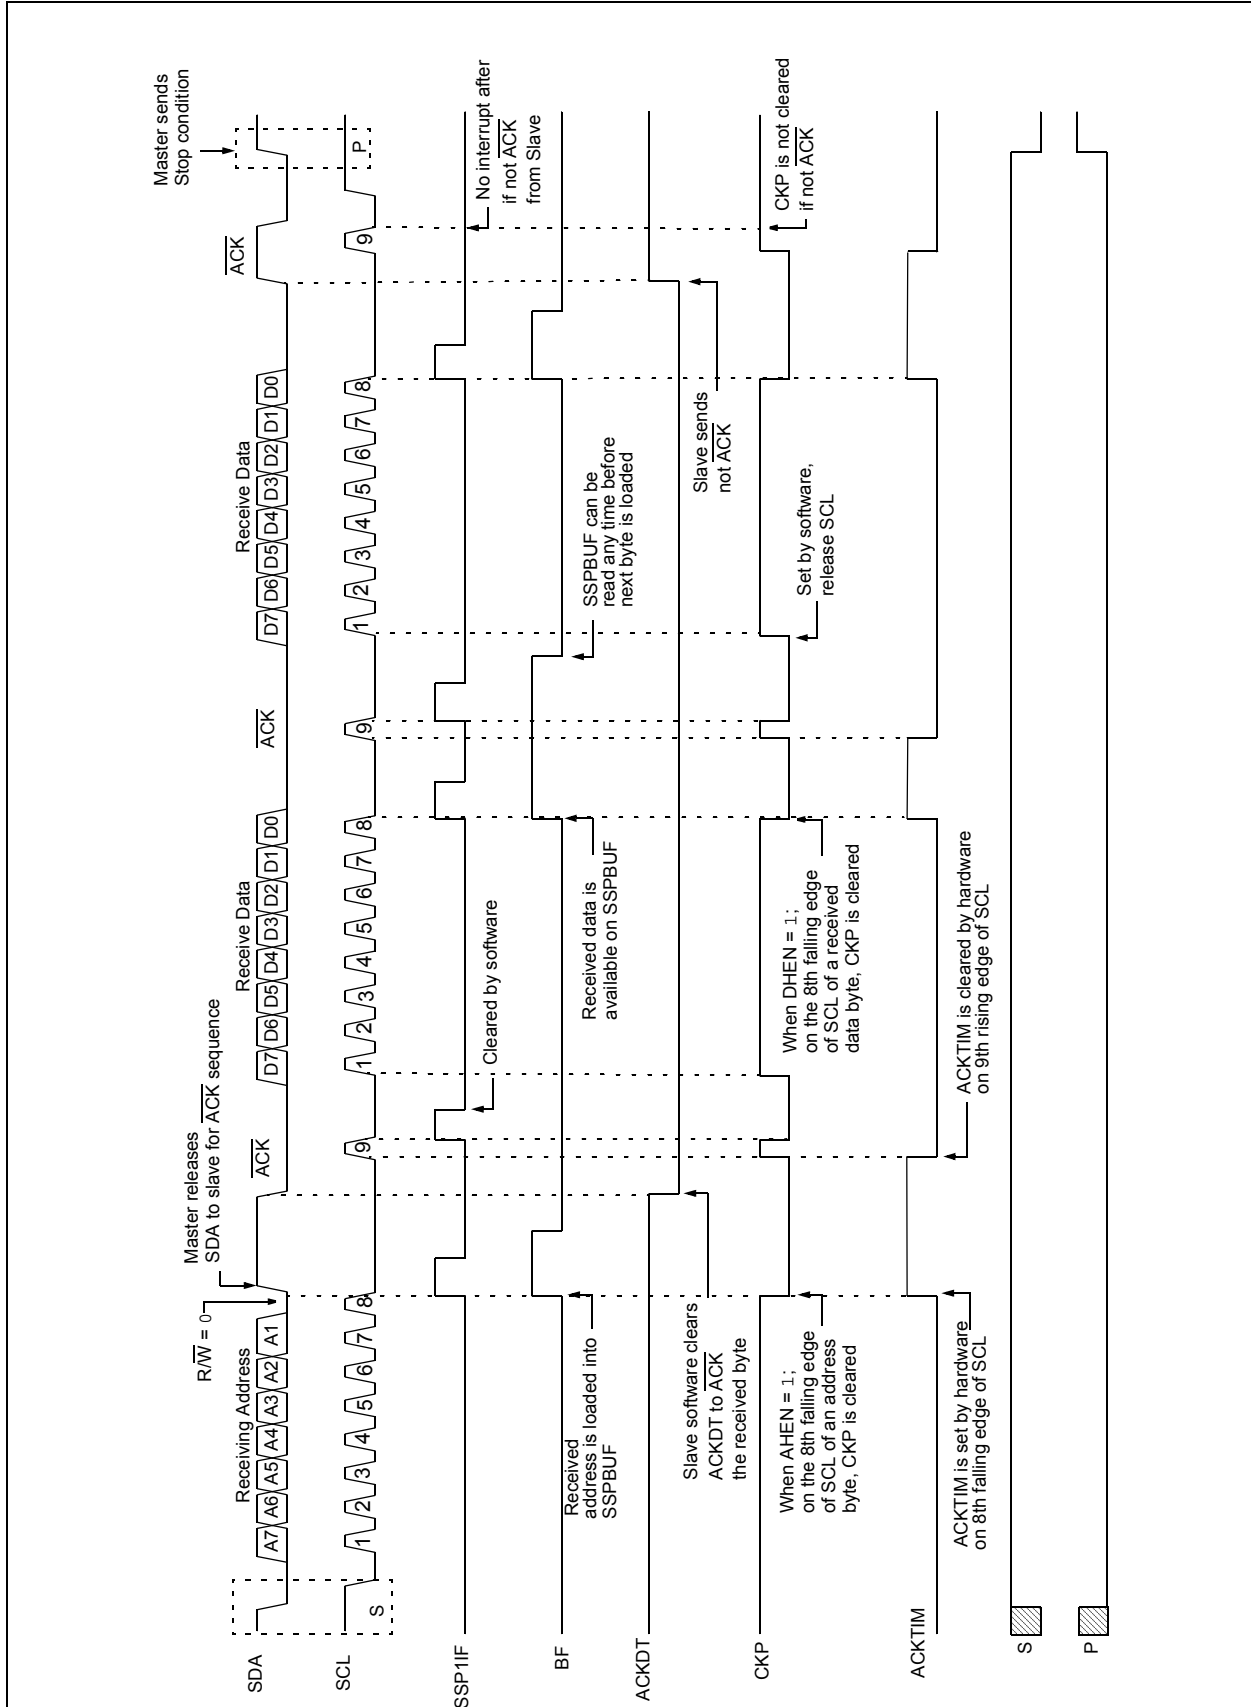 Master sends
Stop condition
Master releases
SDA to slave for ACK sequence
R/W = 0
Receiving Address
Receive Data
Receive Data
ACK
ACK
ACK
SDA
A7 A6 A5 A4 A3 A2 A1
D7 D6 D5 D4 D3 D2 D1 D0
D7 D6 D5 D4 D3 D2 D1 D0
SCL
S
1 2 3 4 5 6 7 8 9
1 2 3 4 5 6 7 8 9
1 2 3 4 5 6 7 8 9
P
SSP1IF
Cleared by software
No interrupt after
if not ACK
from Slave
BF
Received
address is loaded into
SSPBUF
Received data is
available on SSPBUF
SSPBUF can be
read any time before
next byte is loaded
ACKDT
Slave software clears
ACKDT to ACK
the received byte
Slave sends
not ACK
CKP
When AHEN = 1;
on the 8th falling edge
of SCL of an address
byte, CKP is cleared
When DHEN = 1;
on the 8th falling edge
of SCL of a received
data byte, CKP is cleared
Set by software,
release SCL
CKP is not cleared
if not ACK
ACKTIM
ACKTIM is set by hardware
on 8th falling edge of SCL
ACKTIM is cleared by hardware
on 9th rising edge of SCL
S
P